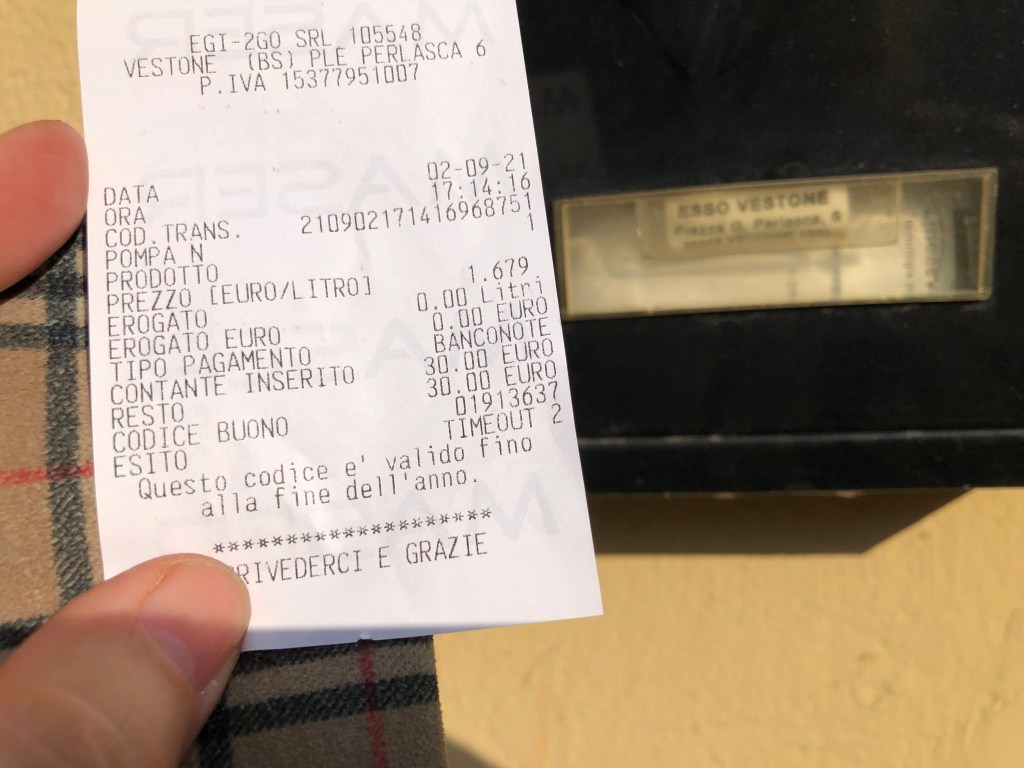 EGI-2GO SRL 105548
VESTONE (BS) PLE PERLASCA 6
P.IVA 15377951007
DATA 02-09-21
ORA 17:14:16
COD.TRANS. 210902171416968751
POMPA N 1
PRODOTTO
PREZZO [EURO/LITRO] 1.679
EROGATO 0.00 Litri
EROGATO EURO 0.00 EURO
TIPO PAGAMENTO BANCONOTE
CONTANTE INSERITO 30.00 EURO
RESTO 30.00 EURO
CODICE BUONO 01913637
ESITO TIMEOUT 2
Questo codice e' valido fino
alla fine dell'anno.
*******************
RRIVEDERCI E GRAZIE
ESSO VESTONE
Piazza G. Perlasca, 6